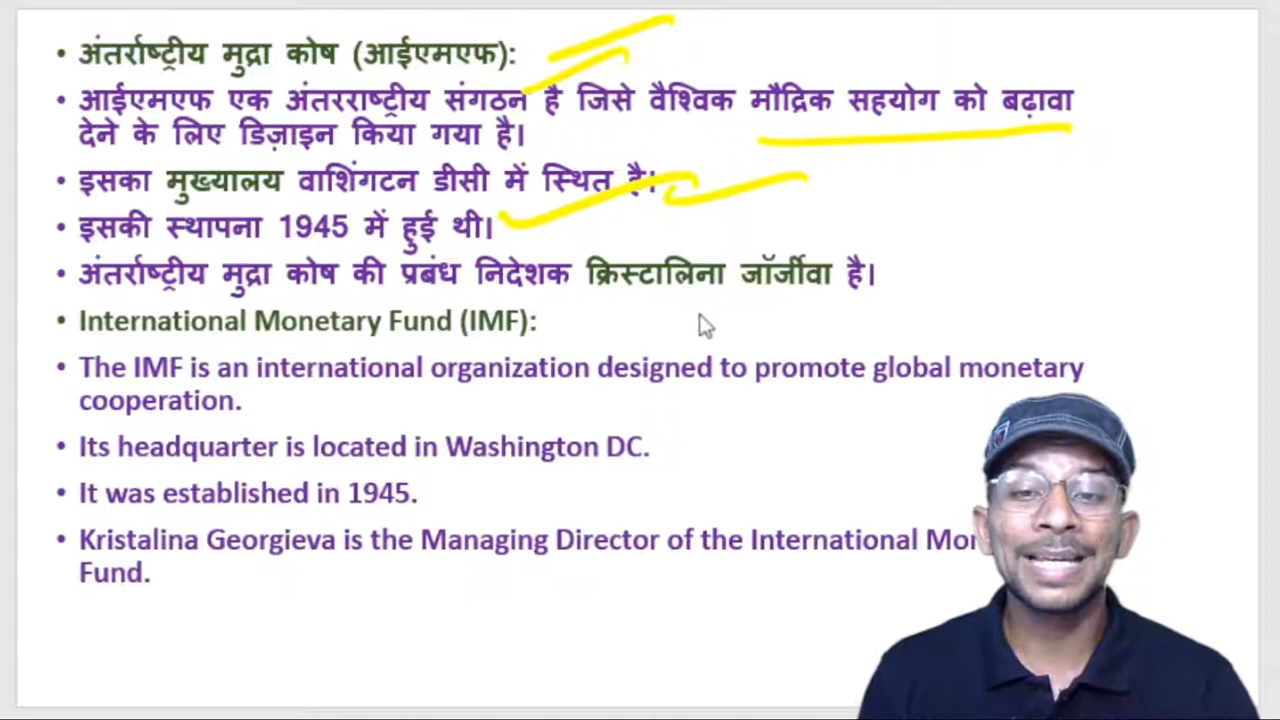 • अंतर्राष्ट्रीय मुद्रा कोष (आईएमएफ):
• आईएमएफ एक अंतरराष्ट्रीय संगठन है जिसे वैश्विक मौद्रिक सहयोग को बढ़ावा
देने के लिए डिज़ाइन किया गया है।
• इसका मुख्यालय वाशिंगटन डीसी में स्थित है।
• इसकी स्थापना 1945 में हुई थी।
• अंतर्राष्ट्रीय मुद्रा कोष की प्रबंध निदेशक क्रिस्टालिना जॉर्जीवा है।
• International Monetary Fund (IMF):
• The IMF is an international organization designed to promote global monetary
cooperation.
• Its headquarter is located in Washington DC.
• It was established in 1945.
• Kristalina Georgieva is the Managing Director of the International
Fund.